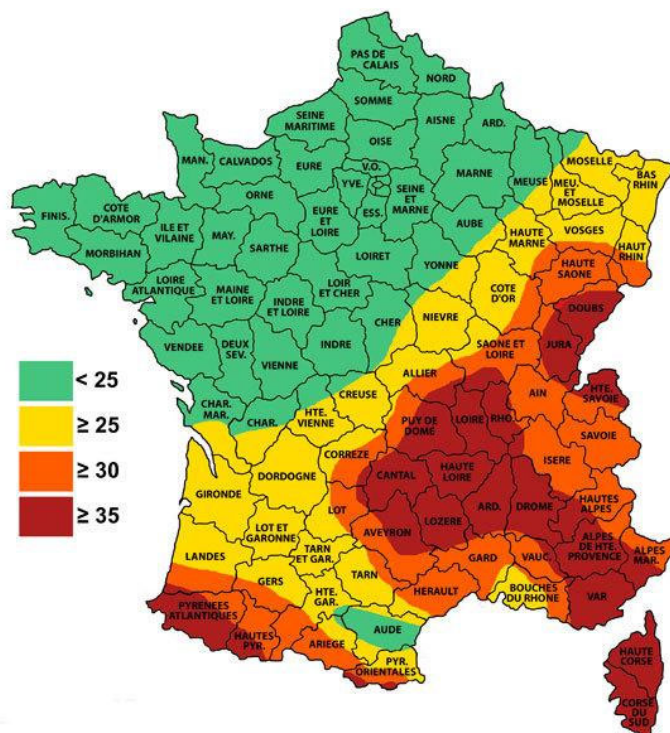 PAS DE
CALAIS
NORD
SOMME
SEINE
MARITIME
AISNE
ARD.
OISE
MAN.
CALVADOS
EURE
V.O.
MARNE
MOSELLE
BAS
RHIN
MEUSE
MEU.
ET
MOSELLE
YVE.
SEINE
ET
MARNE
ESS.
ORNE
FINIS.
COTE
D'ARMOR
ILE ET
VILAINE
MAY.
EURE
ET
LOIRE
AUBE
HAUTE
MARNE
VOSGES
MORBIHAN
SARTHE
LOIRET
YONNE
HAUT
RHIN
HAUTE
SAONE
LOIRE
ATLANTIQUE
MAINE
ET LOIRE
LOIR
ET CHER
INDRE
ET LOIRE
COTE
D'OR
DOUBS
NIEVRE
CHER
VENDEE
DEUX
SEV.
VIENNE
INDRE
SAONE ET
LOIRE
JURA
ALLIER
< 25
CHAR.
MAR.
CHAR.
HTE.
VIENNE
CREUSE
AIN
HTE.
SAVOIE
≥ 25
PUY DE
DOME
LOIRE
RHO.
SAVOIE
CORREZE
ISERE
≥ 30
DORDOGNE
CANTAL
HAUTE
LOIRE
GIRONDE
≥ 35
LOT
ARD.
DROME
HAUTES
ALPES
LOT ET
GARONNE
AVEYRON
LOZERE
ALPES
DE HTE.
PROVENCE
ALPES
MAR.
LANDES
TARN
ET GAR.
GARD
VAUC.
TARN
GERS
HERAULT
BOUCHES
DU RHONE
VAR
HTE.
GAR.
PYRENEES
ATLANTIQUES
AUDE
HAUTES
PYR.
ARIEGE
PYR.
ORIENTALES
HAUTE
CORSE
CORSE
DU SUD